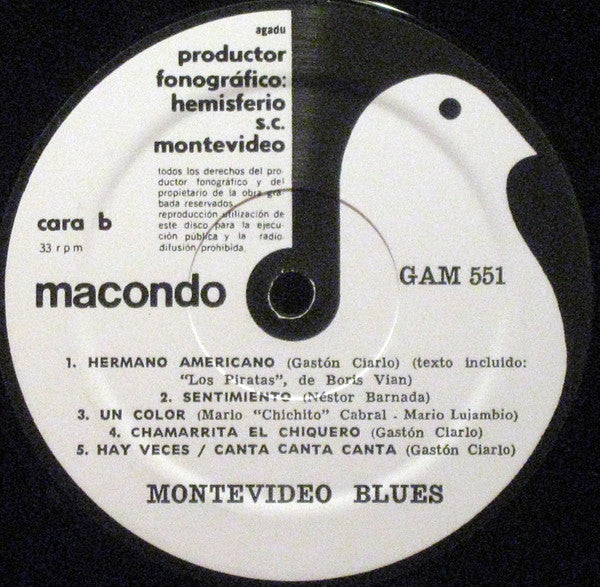 agadu
productor
fonográfico:
hemisferio
s.c.
montevideo
todos los derechos del pro-
ductor fonográfico y del
propietario de la obra gra-
bada reservados.
reproducción utilización de
este disco para la ejecu-
ción pública y la radio-
difusión prohibida.
cara b
33 rpm
macondo
GAM 551
1. HERMANO AMERICANO (Gastón Ciarlo) (texto incluido:
"Los Piratas", de Boris Vian)
2. SENTIMIENTO (Néstor Barnada)
3. UN COLOR (Mario "Chichito" Cabral - Mario Lujambio)
4. CHAMARRITA EL CHIQUERO (Gastón Ciarlo)
5. HAY VECES / CANTA CANTA CANTA (Gastón Ciarlo)
MONTEVIDEO BLUES